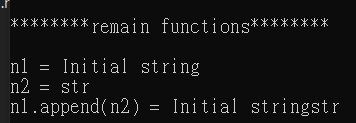 ********remain functions********
n1 = Initial string
n2 = str
n1.append(n2) = Initial stringstr